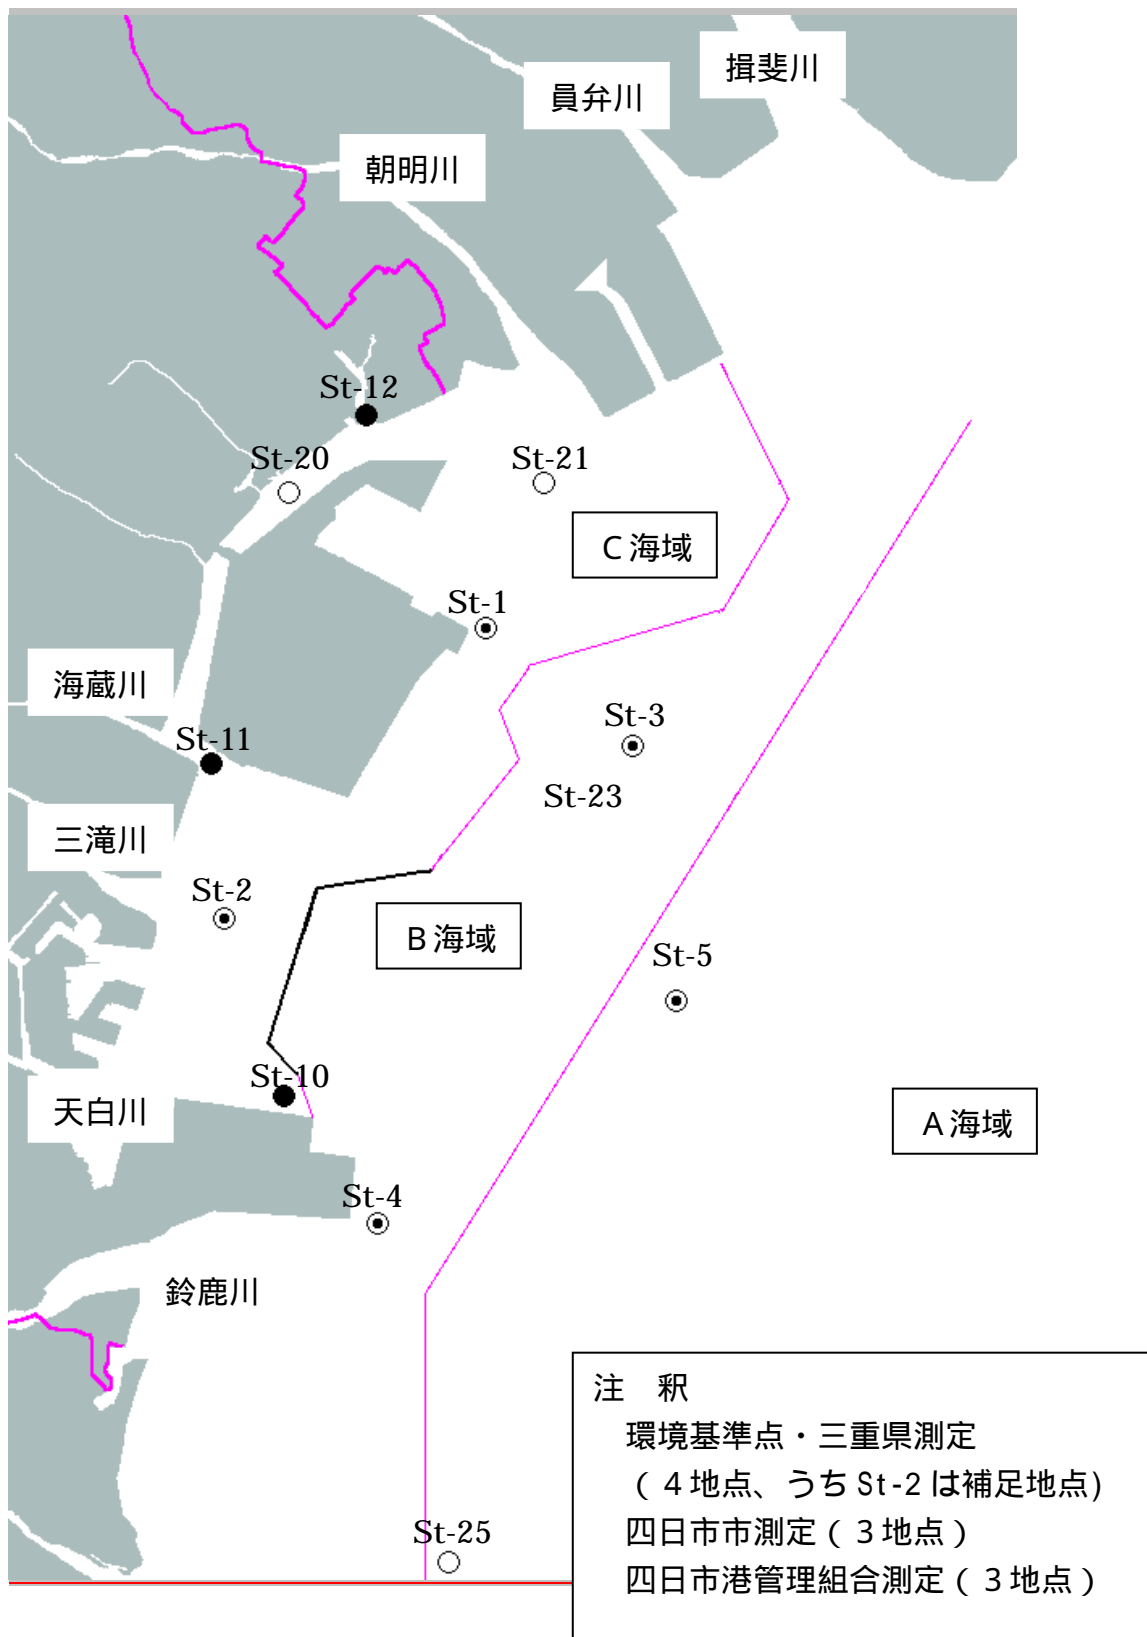 揖斐川
員弁川
朝明川
St-12
St-20
St-21
C海域
St-1
海蔵川
St-3
St-11
St-23
三滝川
St-2
B海域
St-5
St-10
天白川
A海域
St-4
鈴鹿川
注　釈
環境基準点・三重県測定
（４地点、うちSt-2は補足地点)
四日市市測定（３地点）
四日市港管理組合測定（３地点）
St-25